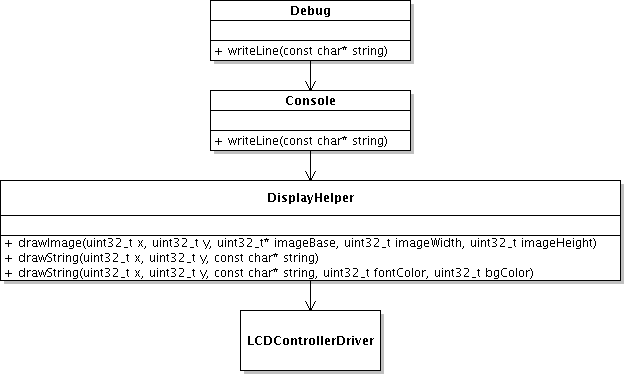 Debug
+ writeLine(const char* string)
Console
+ writeLine(const char* string)
DisplayHelper
+ drawImage(uint32_t x, uint32_t y, uint32_t* imageBase, uint32_t imageWidth, uint32_t imageHeight)
+ drawString(uint32_t x, uint32_t y, const char* string)
+ drawString(uint32_t x, uint32_t y, const char* string, uint32_t fontColor, uint32_t bgColor)
LCDControllerDriver